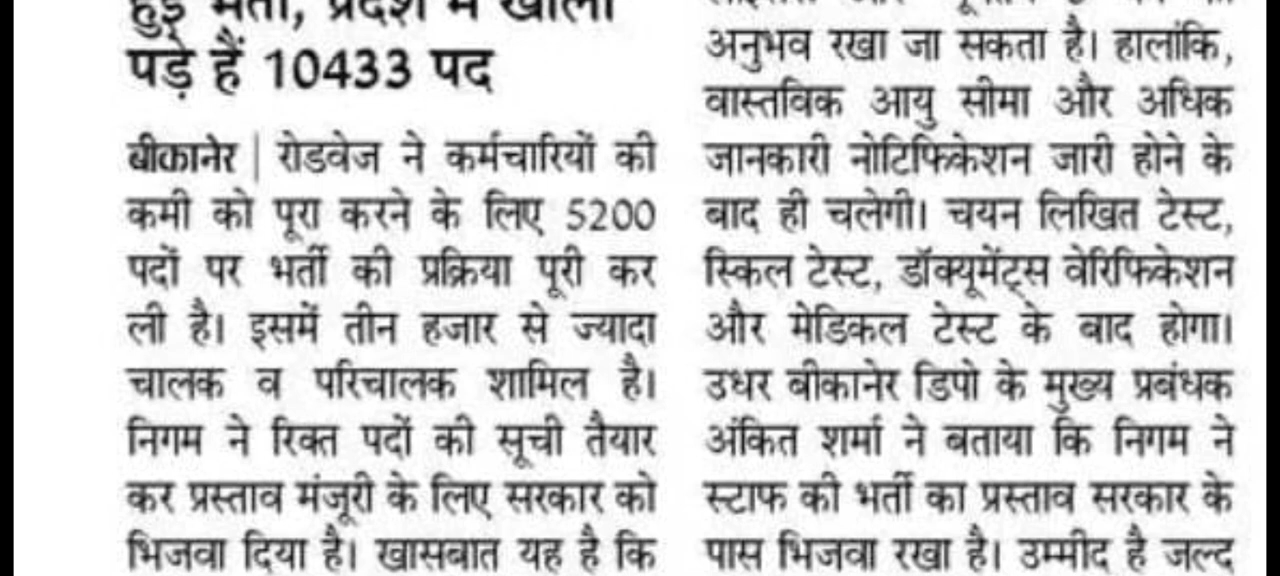 हुई भर्ती, प्रदेश में खाली
पड़े हैं 10433 पद
बीकानेर | रोडवेज ने कर्मचारियों की
कमी को पूरा करने के लिए 5200
पदों पर भर्ती की प्रक्रिया पूरी कर
ली है। इसमें तीन हजार से ज्यादा
चालक व परिचालक शामिल है।
निगम ने रिक्त पदों की सूची तैयार
कर प्रस्ताव मंजूरी के लिए सरकार को
भिजवा दिया है। खासबात यह है कि
अनुभव रखा जा सकता है। हालांकि,
वास्तविक आयु सीमा और अधिक
जानकारी नोटिफिकेशन जारी होने के
बाद ही चलेगी। चयन लिखित टेस्ट,
स्किल टेस्ट, डॉक्यूमेंट्स वेरिफिकेशन
और मेडिकल टेस्ट के बाद होगा।
उधर बीकानेर डिपो के मुख्य प्रबंधक
अंकित शर्मा ने बताया कि निगम ने
स्टाफ की भर्ती का प्रस्ताव सरकार के
पास भिजवा रखा है। उम्मीद है जल्द